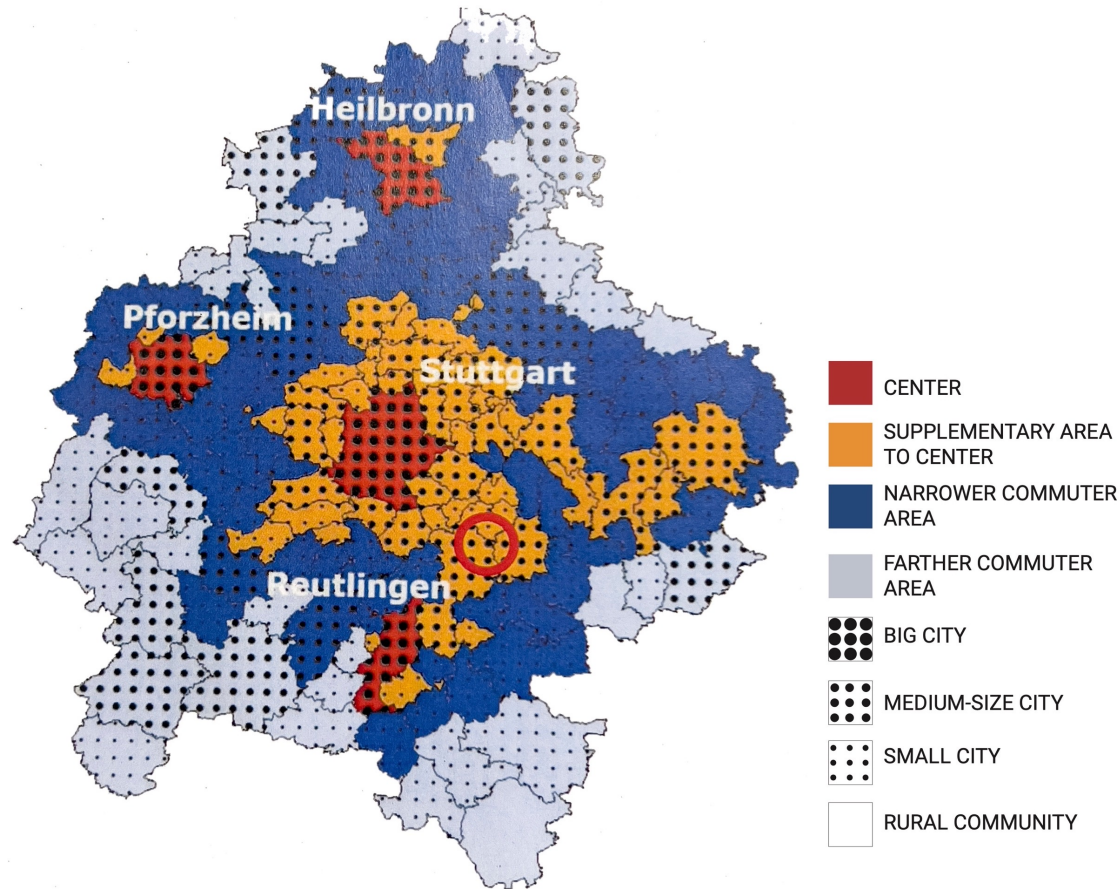 Heilbronn
Pforzheim
Stuttgart
Reutlingen
CENTER
SUPPLEMENTARY AREA
TO CENTER
NARROWER COMMUTER
AREA
FARTHER COMMUTER
AREA
BIG CITY
MEDIUM-SIZE CITY
SMALL CITY
RURAL COMMUNITY